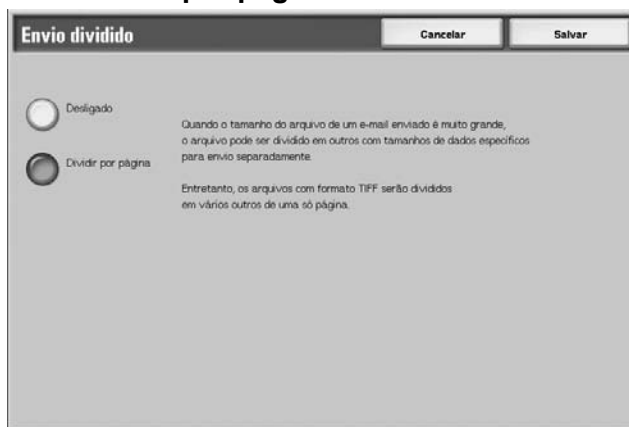 Envio dividido
Cancelar
Salvar
Desligado
Quando o tamanho do arquivo de um e-mail enviado é muito grande,
o arquivo pode ser dividido em outros com tamanhos de dados específicos
para envio separadamente.
Dividir por página
Entretanto, os arquivos com formato TIFF serão divididos
em vários outros de uma só página.